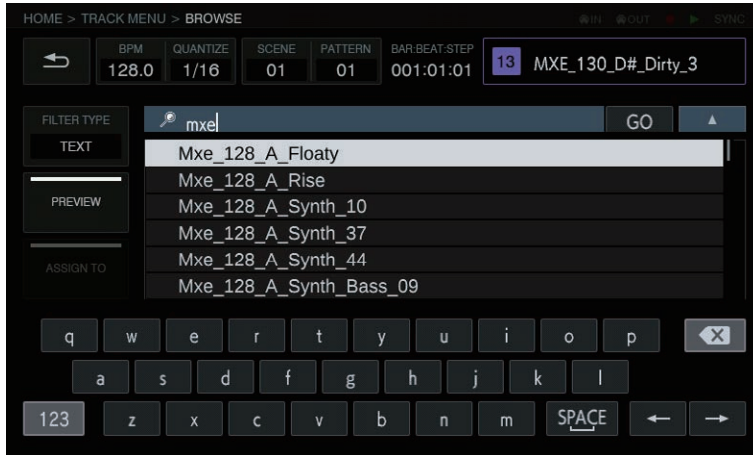 HOME > TRACK MENU > BROWSE
IN OUT SYNC
BPM QUANTIZE SCENE PATTERN BAR:BEAT:STEP
128.0 1/16 01 01 001:01:01
13 MXE_130_D#_Dirty_3
FILTER TYPE
TEXT
mxe
GO
Mxe_128_A_Floaty
Mxe_128_A_Rise
Mxe_128_A_Synth_10
Mxe_128_A_Synth_37
Mxe_128_A_Synth_44
Mxe_128_A_Synth_Bass_09
PREVIEW
ASSIGN TO
q w e r t y u i o p
a s d f g h j k l
123 z x c v b n m SPACE ← →